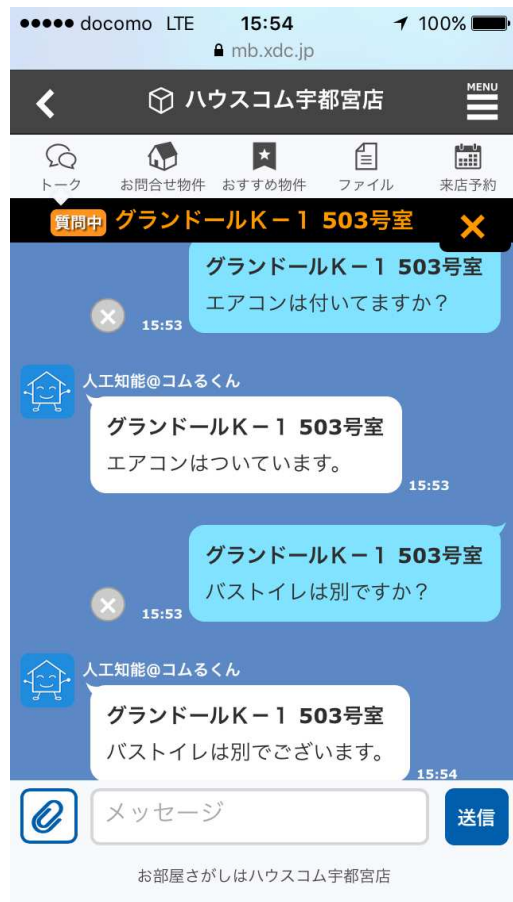 docomo LTE 15:54 100%
mb.xdc.jp
ハウスコム宇都宮店
MENU
トーク お問合せ物件 おすすめ物件 ファイル 来店予約
質問中 グランドールK－1 503号室
グランドールK－1 503号室
エアコンは付いてますか？
15:53
人工知能@コムるくん
グランドールK－1 503号室
エアコンはついています。
15:53
グランドールK－1 503号室
バストイレは別ですか？
15:53
人工知能@コムるくん
グランドールK－1 503号室
バストイレは別でございます。
15:54
メッセージ
送信
お部屋さがしはハウスコム宇都宮店